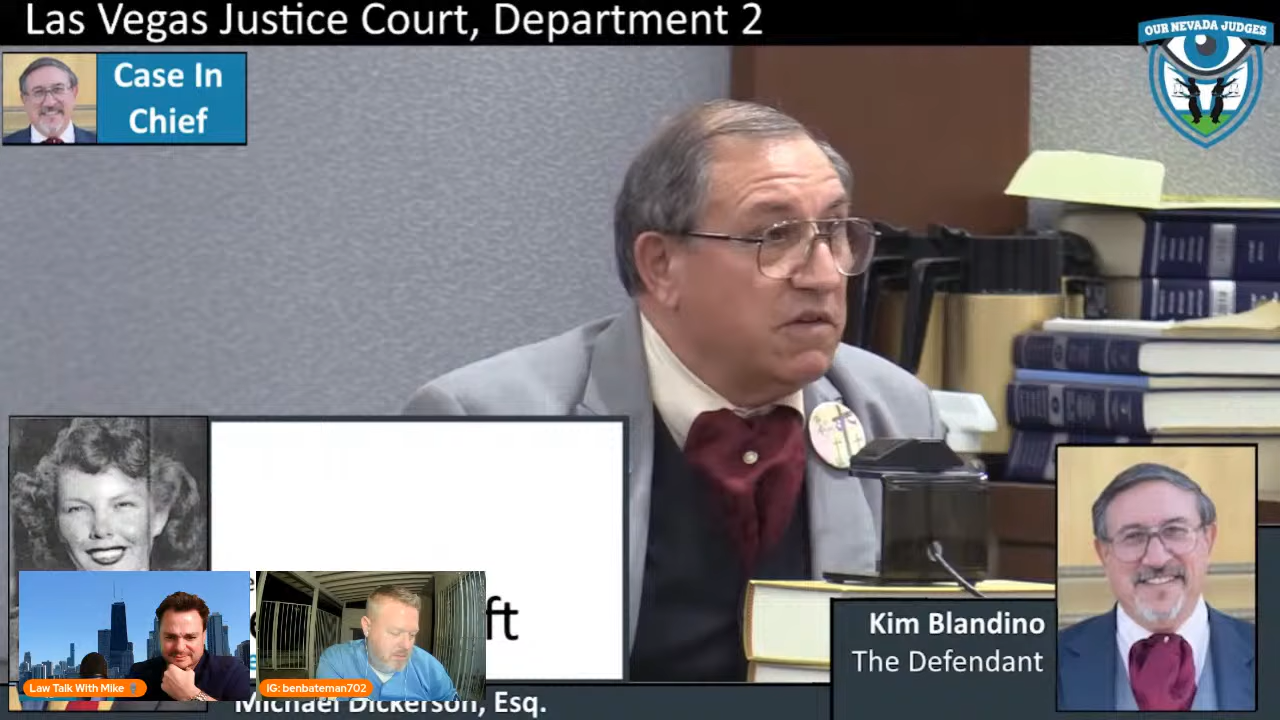 Las Vegas Justice Court, Department 2
OUR NEVADA JUDGES
Case In
Chief
ft
Kim Blandino
The Defendant
Law Talk With Mike
IG: benbateman702
Michael Dickerson, Esq.